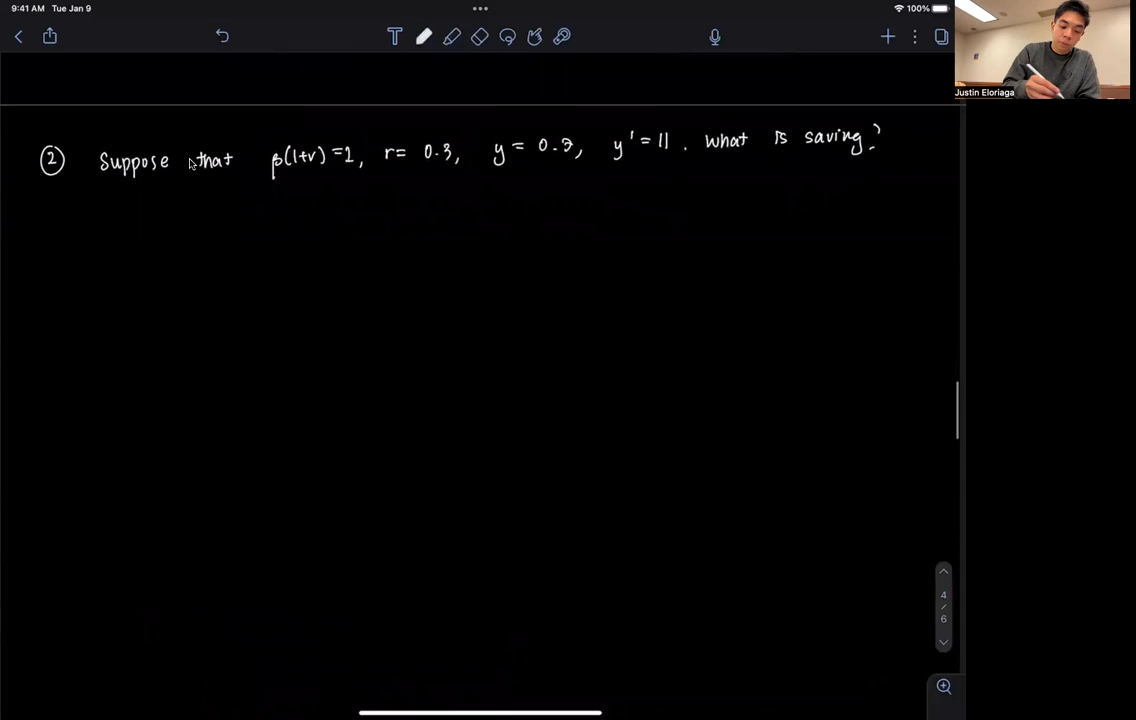 9:41 AM Tue Jan 9
100%
Justin Eloriaga
② Suppose that β(1+r) = 1, r = 0.3, y = 0.7, y' = 11. What is saving?
4
/
6